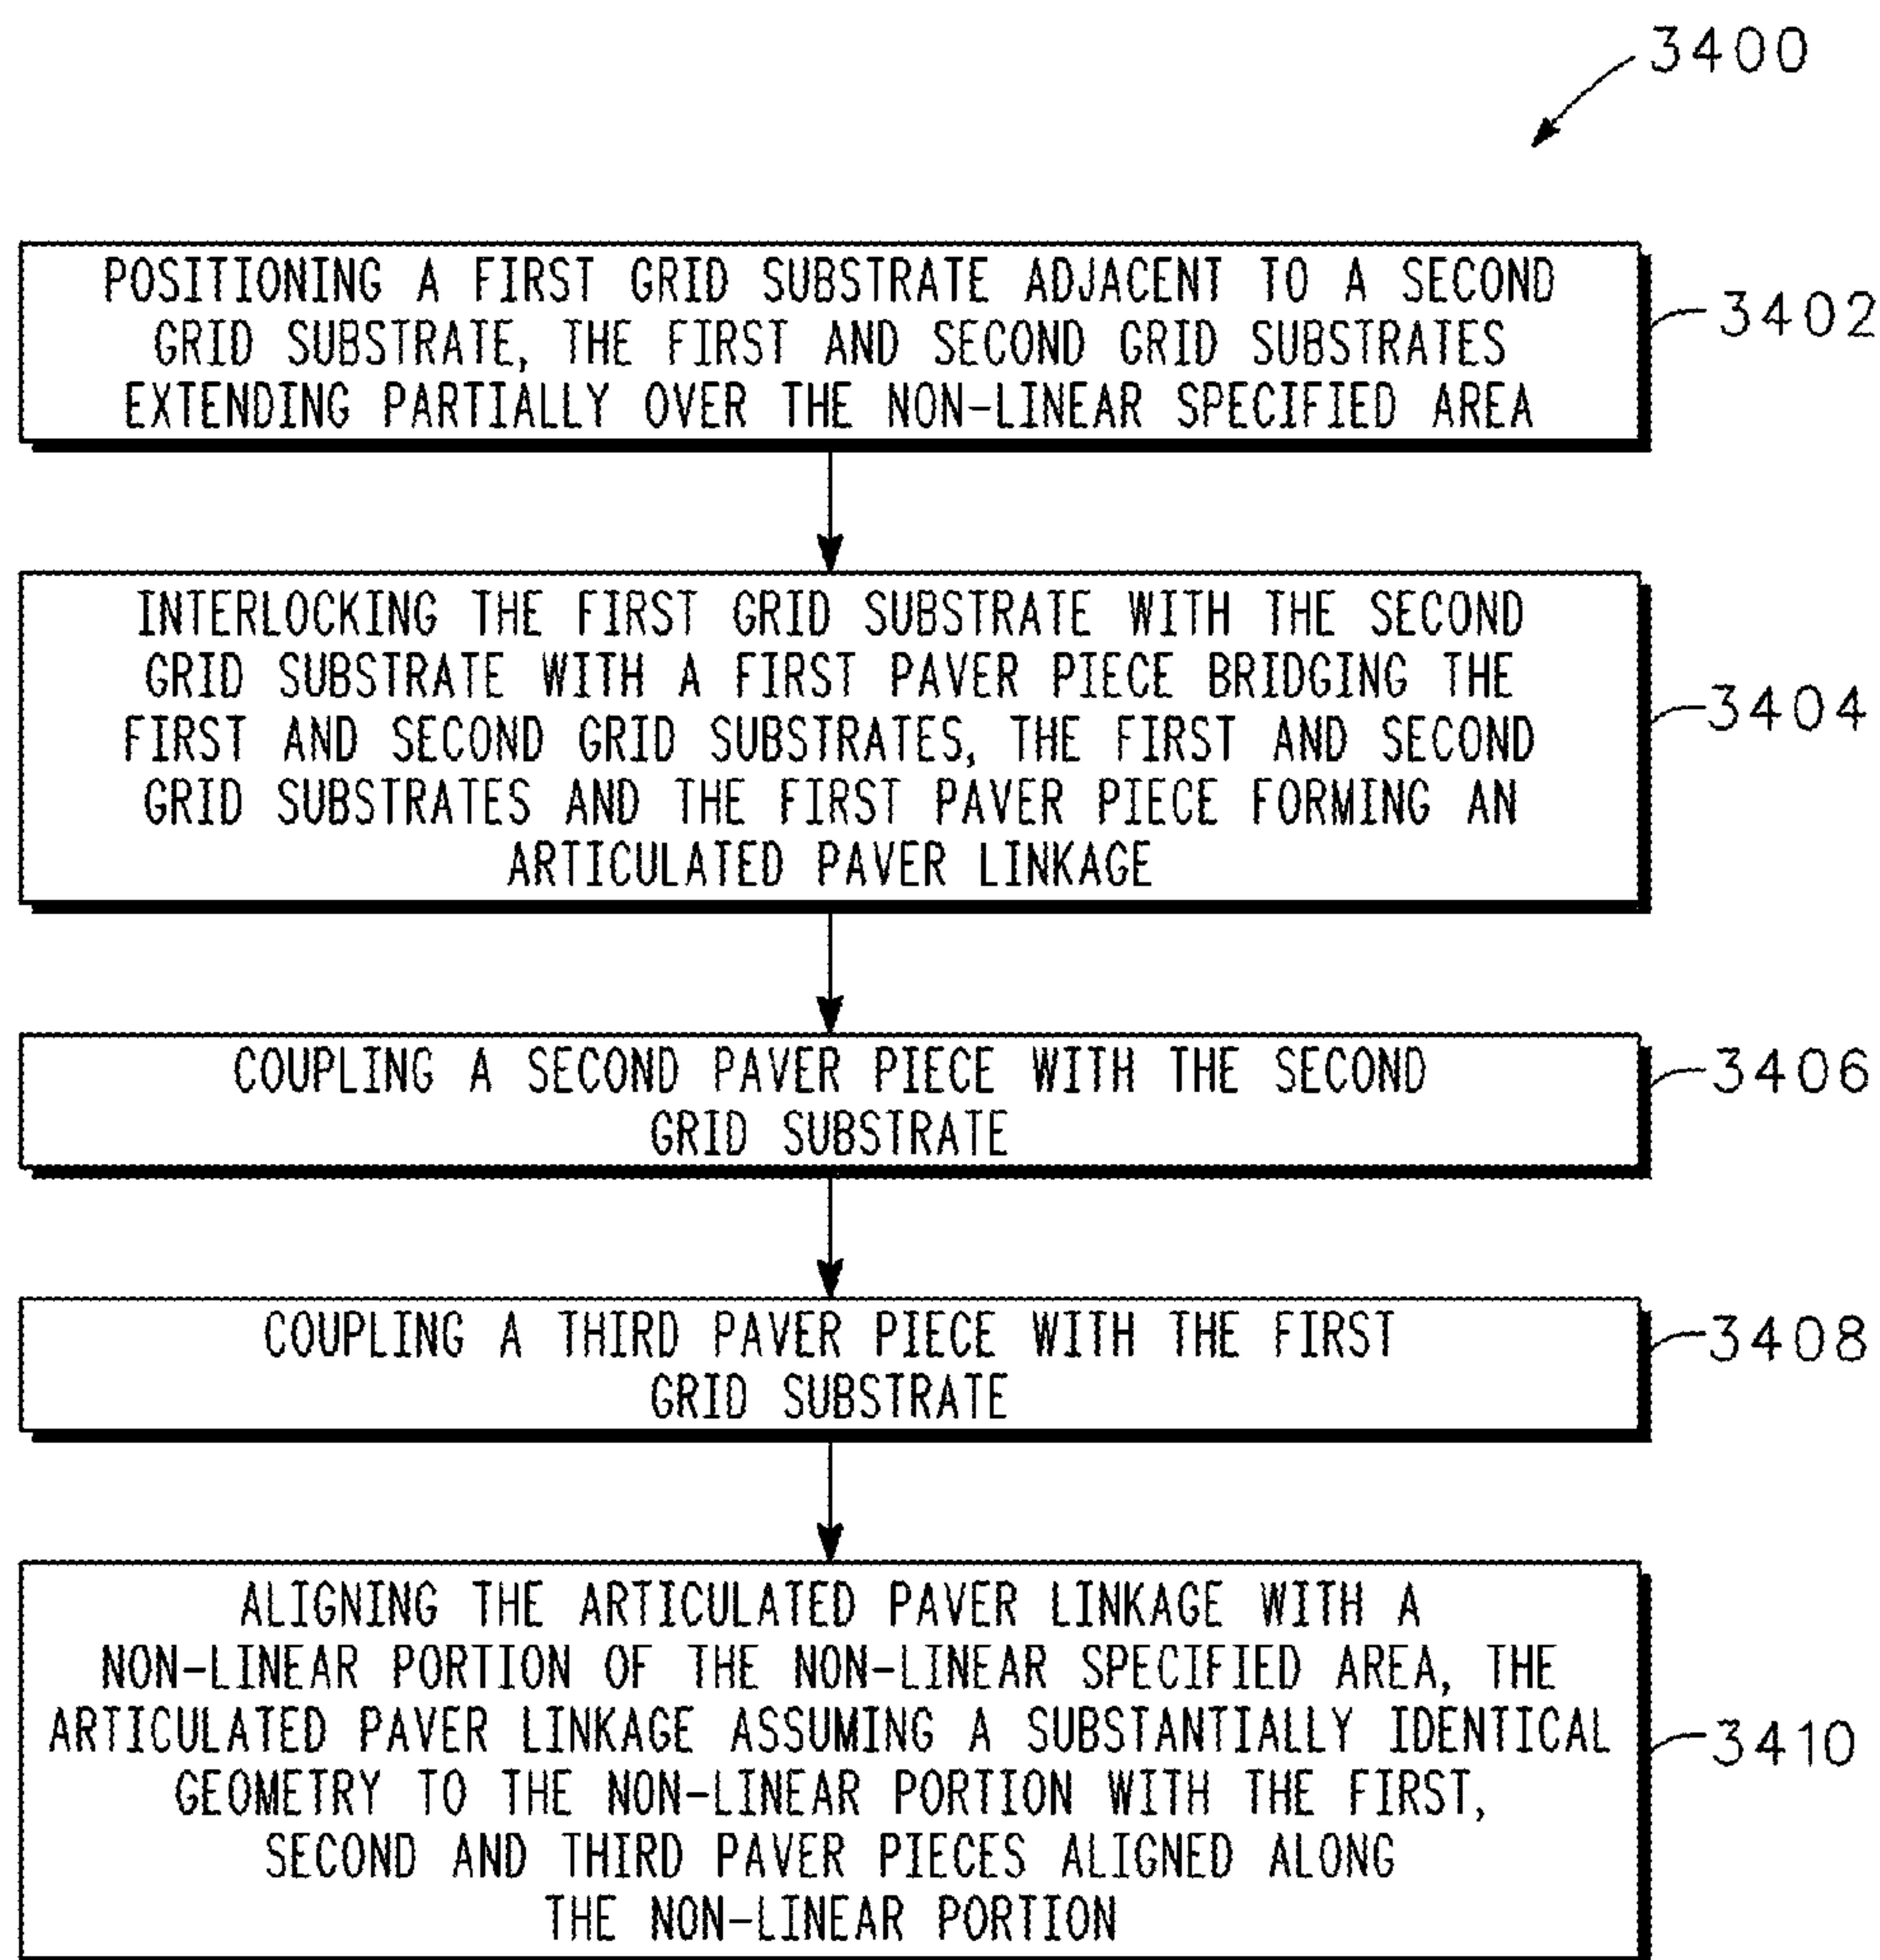 3400
POSITIONING A FIRST GRID SUBSTRATE ADJACENT TO A SECOND
GRID SUBSTRATE, THE FIRST AND SECOND GRID SUBSTRATES
EXTENDING PARTIALLY OVER THE NON-LINEAR SPECIFIED AREA
3402
INTERLOCKING THE FIRST GRID SUBSTRATE WITH THE SECOND
GRID SUBSTRATE WITH A FIRST PAVER PIECE BRIDGING THE
FIRST AND SECOND GRID SUBSTRATES, THE FIRST AND SECOND
GRID SUBSTRATES AND THE FIRST PAVER PIECE FORMING AN
ARTICULATED PAVER LINKAGE
3404
COUPLING A SECOND PAVER PIECE WITH THE SECOND
GRID SUBSTRATE
3406
COUPLING A THIRD PAVER PIECE WITH THE FIRST
GRID SUBSTRATE
3408
ALIGNING THE ARTICULATED PAVER LINKAGE WITH A
NON-LINEAR PORTION OF THE NON-LINEAR SPECIFIED AREA, THE
ARTICULATED PAVER LINKAGE ASSUMING A SUBSTANTIALLY IDENTICAL
GEOMETRY TO THE NON-LINEAR PORTION WITH THE FIRST,
SECOND AND THIRD PAVER PIECES ALIGNED ALONG
THE NON-LINEAR PORTION
3410